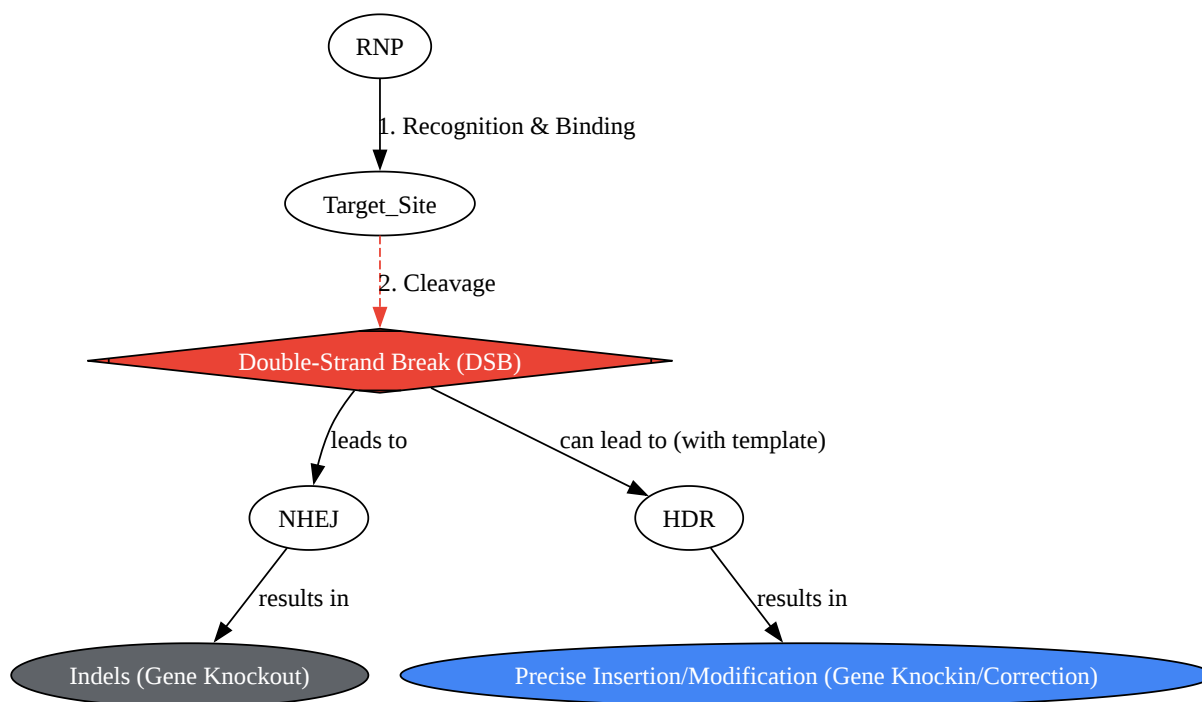 RNP
1. Recognition & Binding
Target_Site
2. Cleavage
Double-Strand Break (DSB)
leads to
can lead to (with template)
NHEJ
HDR
results in
results in
Indels (Gene Knockout)
Precise Insertion/Modification (Gene Knockin/Correction)